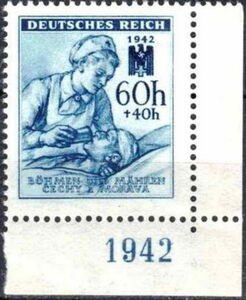 DEUTSCHES REICH
1942
60h
+40h
BÖHMEN UND MÄHREN
ČECHY A MORAVA
1942